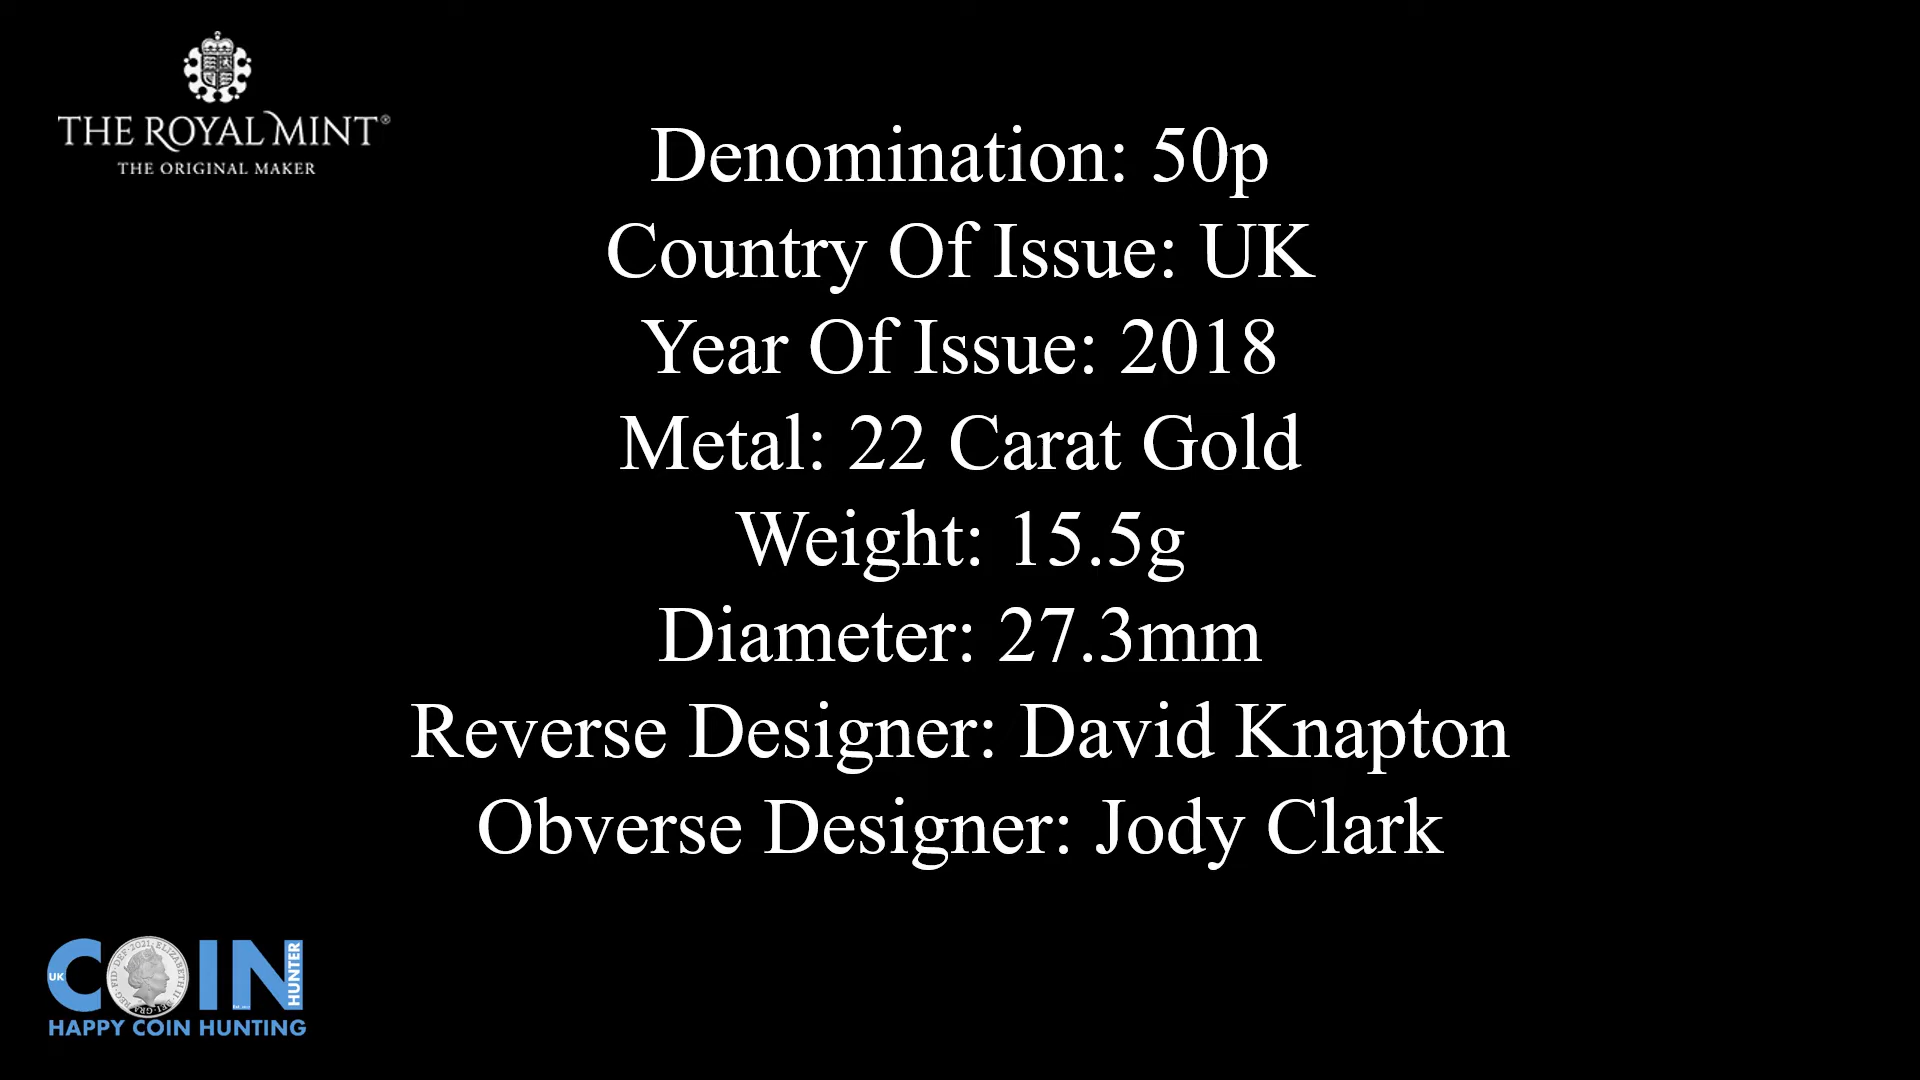 THE ROYAL MINT®
THE ORIGINAL MAKER
Denomination: 50p
Country Of Issue: UK
Year Of Issue: 2018
Metal: 22 Carat Gold
Weight: 15.5g
Diameter: 27.3mm
Reverse Designer: David Knapton
Obverse Designer: Jody Clark
UK COIN HUNTER
HAPPY COIN HUNTING